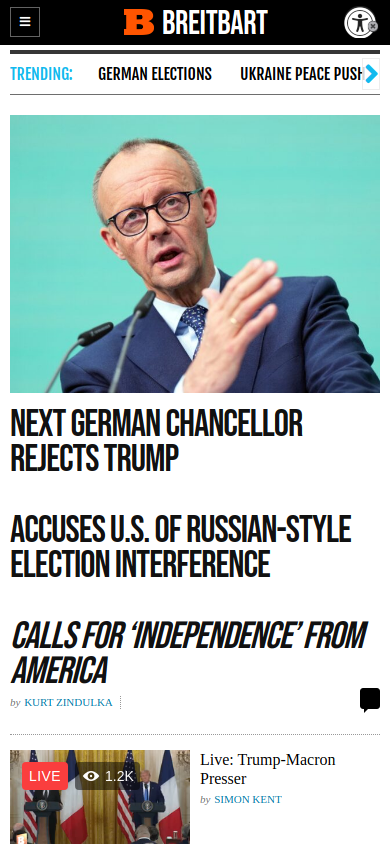 BREITBART
TRENDING:
GERMAN ELECTIONS
UKRAINE PEACE PUSH
NEXT GERMAN CHANCELLOR
REJECTS TRUMP
ACCUSES U.S. OF RUSSIAN-STYLE
ELECTION INTERFERENCE
CALLS FOR ‘INDEPENDENCE’ FROM
AMERICA
by KURT ZINDULKA
LIVE
1.2K
Live: Trump-Macron
Presser
by SIMON KENT